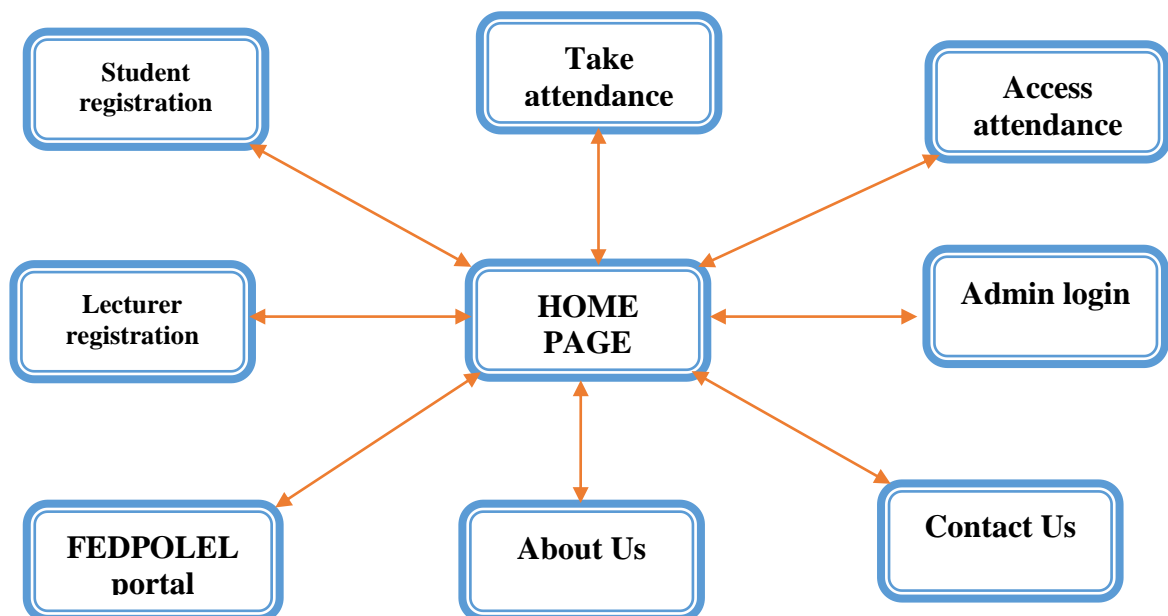 Student
registration
Take
attendance
Access
attendance
Lecturer
registration
HOME
PAGE
Admin login
FEDPOLEL
portal
About Us
Contact Us